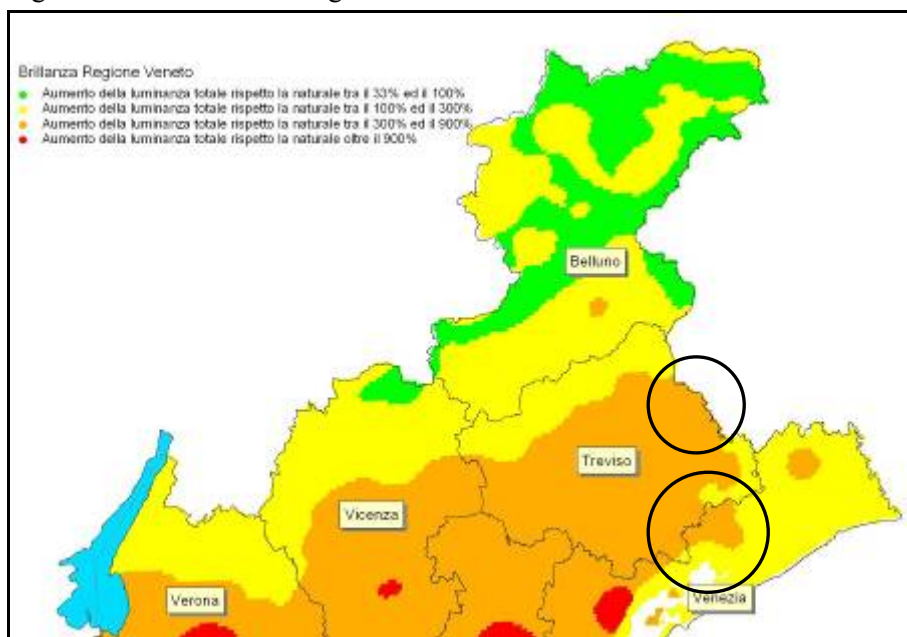 Brillanza Regione Veneto
Aumento della luminanza totale rispetto la naturale tra il 33% ed il 100%
Aumento della luminanza totale rispetto la naturale tra il 100% ed il 300%
Aumento della luminanza totale rispetto la naturale tra il 300% ed il 900%
Aumento della luminanza totale rispetto la naturale oltre il 900%
Belluno
Treviso
Vicenza
Verona
Venezia